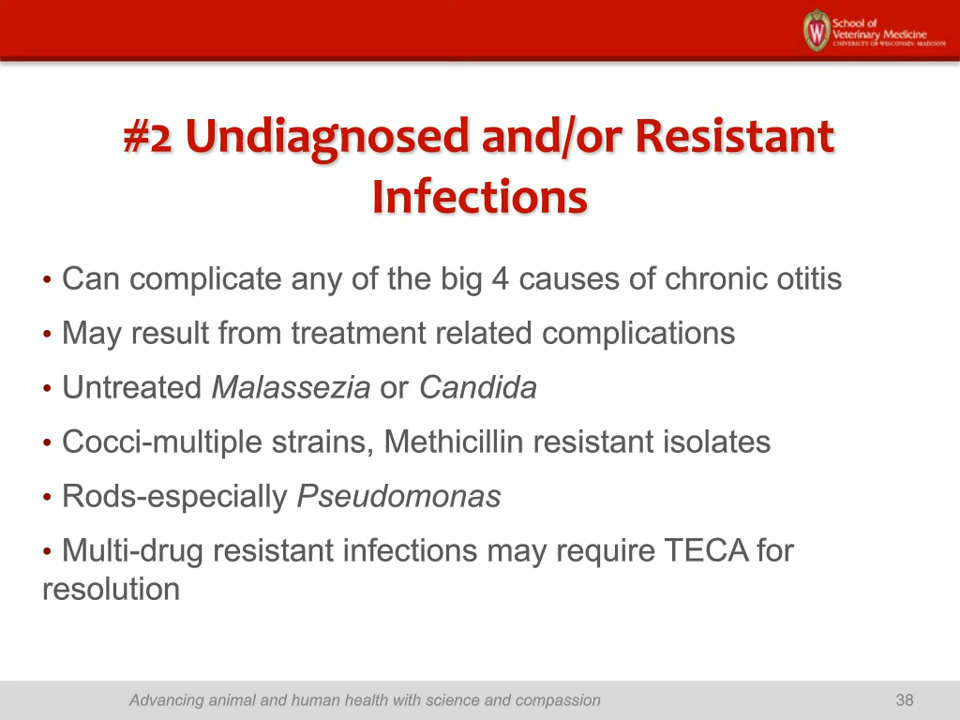 School of
Veterinary Medicine
UNIVERSITY OF WISCONSIN-MADISON
#2 Undiagnosed and/or Resistant
Infections
• Can complicate any of the big 4 causes of chronic otitis
• May result from treatment related complications
• Untreated Malassezia or Candida
• Cocci-multiple strains, Methicillin resistant isolates
• Rods-especially Pseudomonas
• Multi-drug resistant infections may require TECA for
resolution
Advancing animal and human health with science and compassion
38